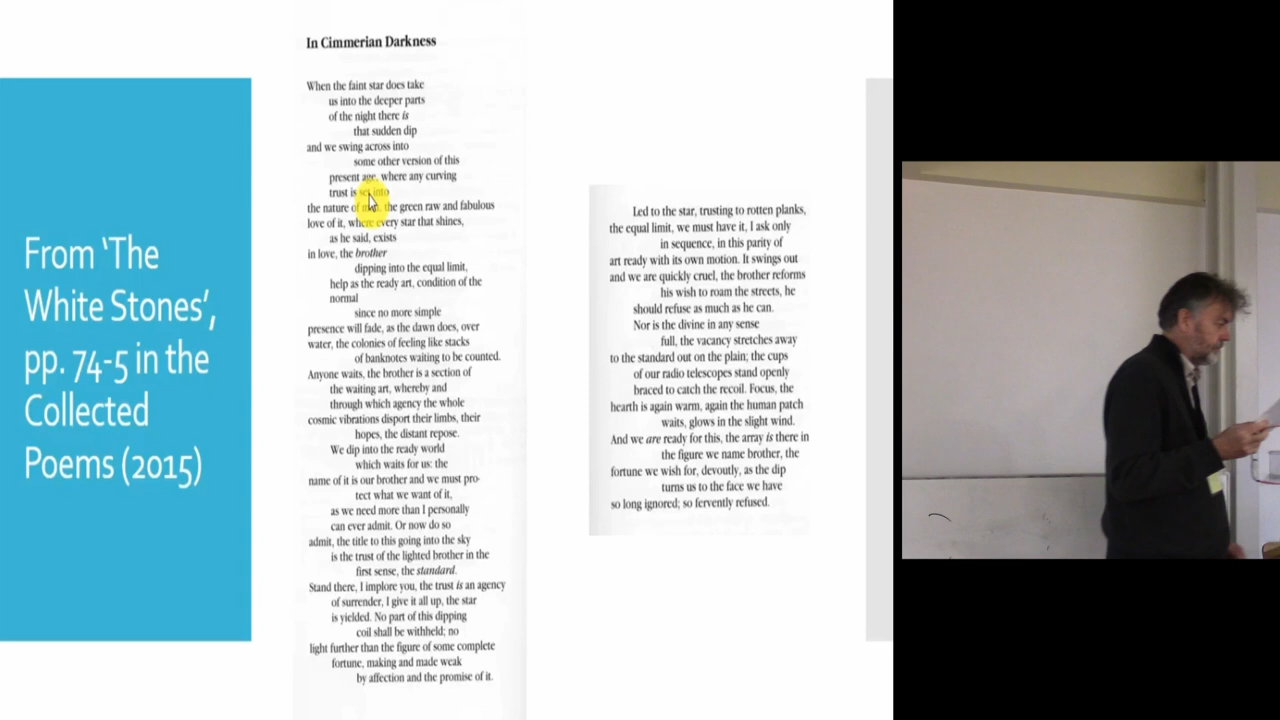 From ‘The
White Stones’,
pp. 74-5 in the
Collected
Poems (2015)
In Cimmerian Darkness
When the faint star does take
us into the deeper parts
of the night there is
that sudden dip
and we swing across into
some other version of this
present age, where any curving
trust is set into
the nature of man, the green raw and fabulous
love of it, where every star that shines,
as he said, exists
in love, the brother
dipping into the equal limit,
help as the ready art, condition of the
normal
since no more simple
presence will fade, as the dawn does, over
water, the colonies of feeling like stacks
of banknotes waiting to be counted.
Anyone waits, the brother is a section of
the waiting art, whereby and
through which agency the whole
cosmic vibrations disport their limbs, their
hopes, the distant repose.
We dip into the ready world
which waits for us: the
name of it is our brother and we must pro-
tect what we want of it,
as we need more than I personally
can ever admit. Or now do so
admit, the title to this going into the sky
is the trust of the lighted brother in the
first sense, the standard.
Stand there, I implore you, the trust is an agency
of surrender, I give it all up, the star
is yielded. No part of this dipping
coil shall be withheld; no
light further than the figure of some complete
fortune, making and made weak
by affection and the promise of it.
Led to the star, trusting to rotten planks,
the equal limit, we must have it, I ask only
in sequence, in this parity of
art ready with its own motion. It swings out
and we are quickly cruel, the brother reforms
his wish to roam the streets, he
should refuse as much as he can.
Nor is the divine in any sense
full, the vacancy stretches away
to the standard out on the plain; the cups
of our radio telescopes stand openly
braced to catch the recoil. Focus, the
hearth is again warm, again the human patch
waits, glows in the slight wind.
And we are ready for this, the array is there in
the figure we name brother, the
fortune we wish for, devoutly, as the dip
turns us to the face we have
so long ignored; so fervently refused.